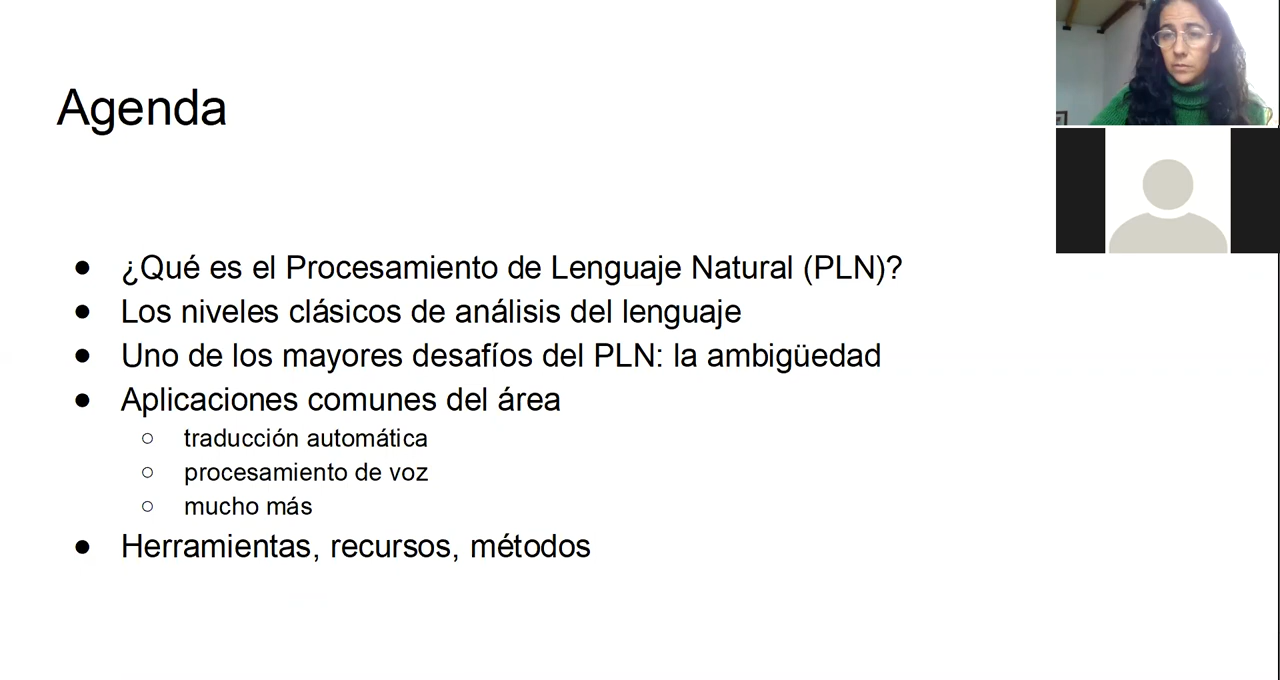 Agenda
● ¿Qué es el Procesamiento de Lenguaje Natural (PLN)?
● Los niveles clásicos de análisis del lenguaje
● Uno de los mayores desafíos del PLN: la ambigüedad
● Aplicaciones comunes del área
○ traducción automática
○ procesamiento de voz
○ mucho más
● Herramientas, recursos, métodos